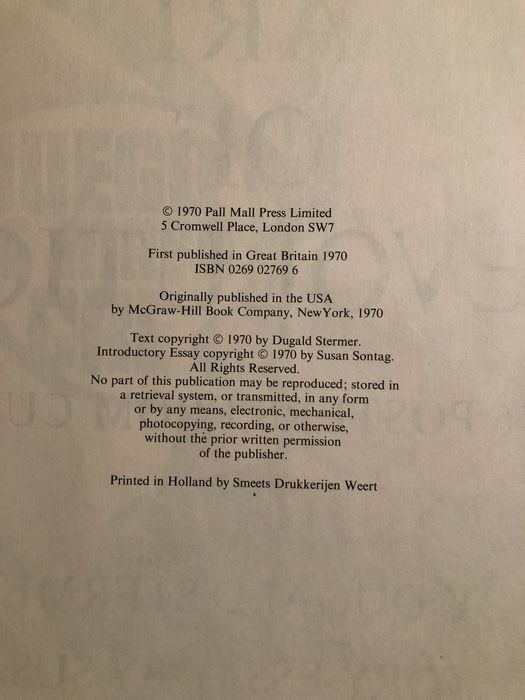 © 1970 Pall Mall Press Limited
5 Cromwell Place, London SW7
First published in Great Britain 1970
ISBN 0269 02769 6
Originally published in the USA
by McGraw-Hill Book Company, NewYork, 1970
Text copyright © 1970 by Dugald Stermer.
Introductory Essay copyright © 1970 by Susan Sontag.
All Rights Reserved.
No part of this publication may be reproduced; stored in
a retrieval system, or transmitted, in any form
or by any means, electronic, mechanical,
photocopying, recording, or otherwise,
without the prior written permission
of the publisher.
Printed in Holland by Smeets Drukkerijen Weert